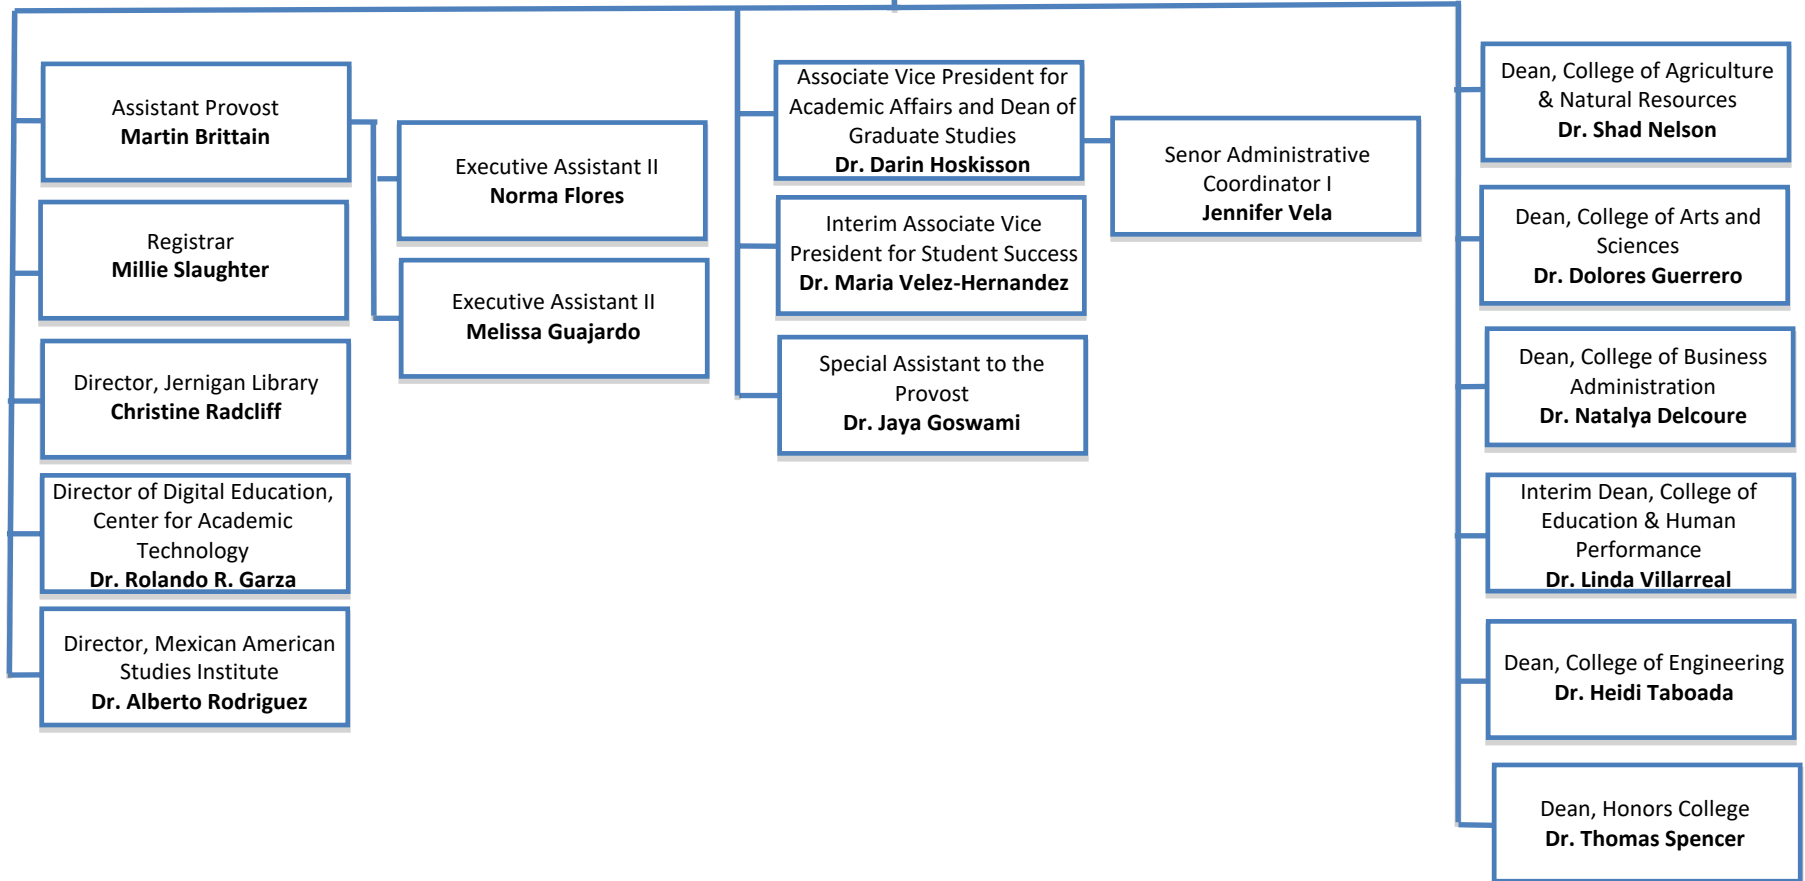 Assistant Provost
Martin Brittain
Registrar
Millie Slaughter
Director, Jernigan Library
Christine Radcliff
Director of Digital Education,
Center for Academic
Technology
Dr. Rolando R. Garza
Director, Mexican American
Studies Institute
Dr. Alberto Rodriguez
Executive Assistant II
Norma Flores
Executive Assistant II
Melissa Guajardo
Associate Vice President for
Academic Affairs and Dean of
Graduate Studies
Dr. Darin Hoskisson
Interim Associate Vice
President for Student Success
Dr. Maria Velez-Hernandez
Special Assistant to the
Provost
Dr. Jaya Goswami
Senor Administrative
Coordinator I
Jennifer Vela
Dean, College of Agriculture
& Natural Resources
Dr. Shad Nelson
Dean, College of Arts and
Sciences
Dr. Dolores Guerrero
Dean, College of Business
Administration
Dr. Natalya Delcoure
Interim Dean, College of
Education & Human
Performance
Dr. Linda Villarreal
Dean, College of Engineering
Dr. Heidi Taboada
Dean, Honors College
Dr. Thomas Spencer